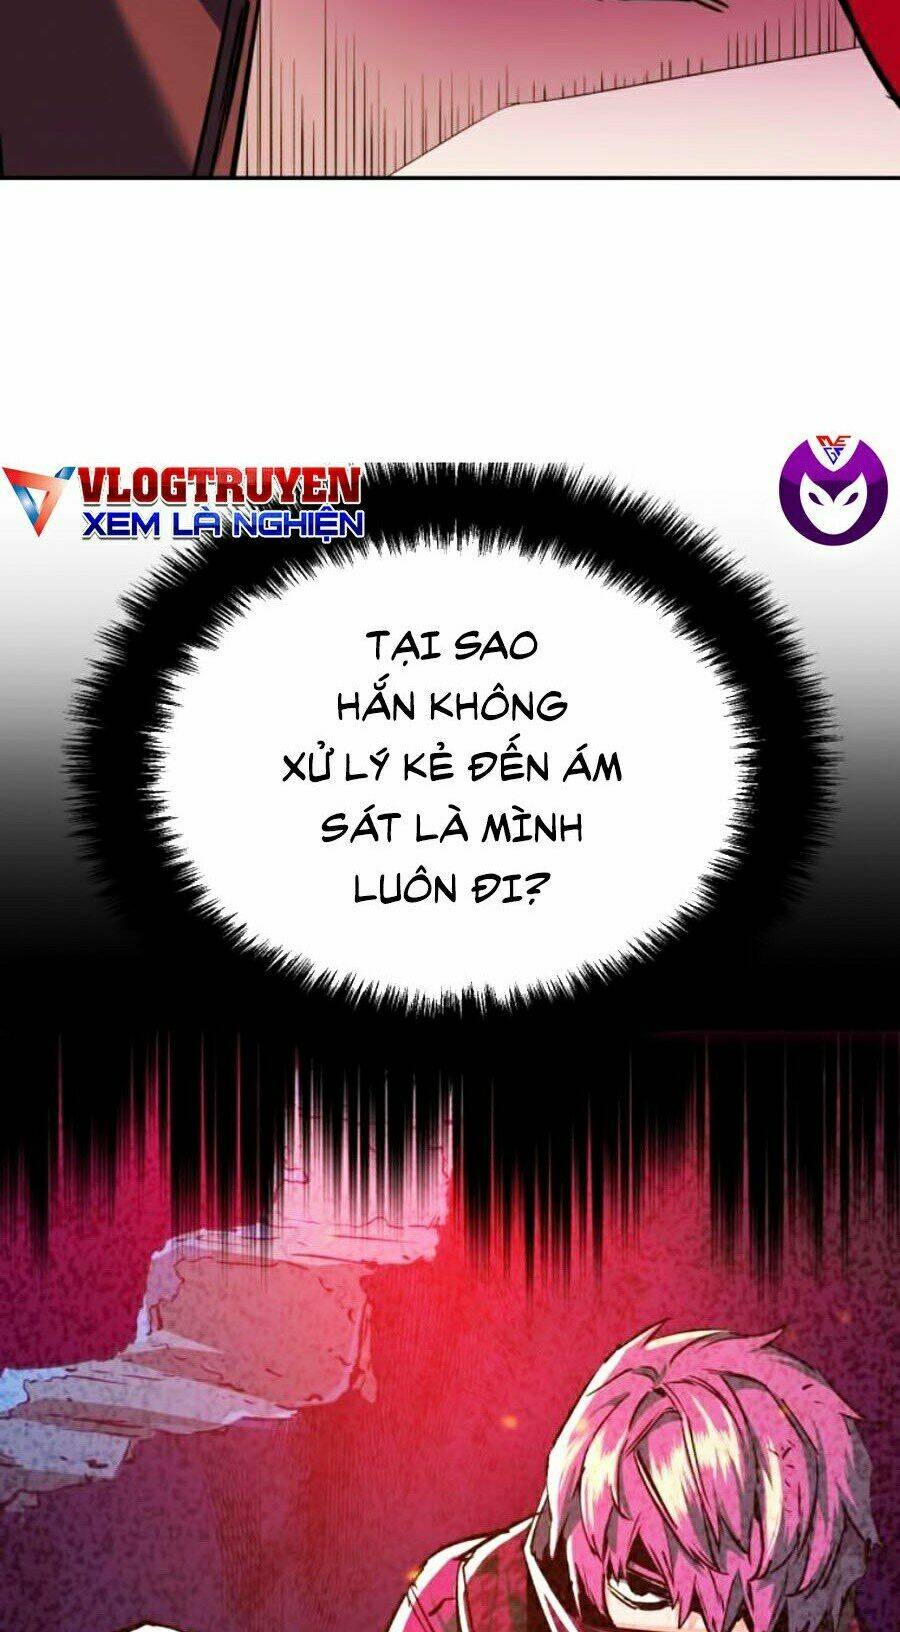 VLOGTRUYEN
XEM LÀ NGHIỆN
TẠI SAO
HẮN KHÔNG
XỬ LÝ KẺ ĐẾN ÁM
SÁT LÀ MÌNH
LUÔN ĐI?